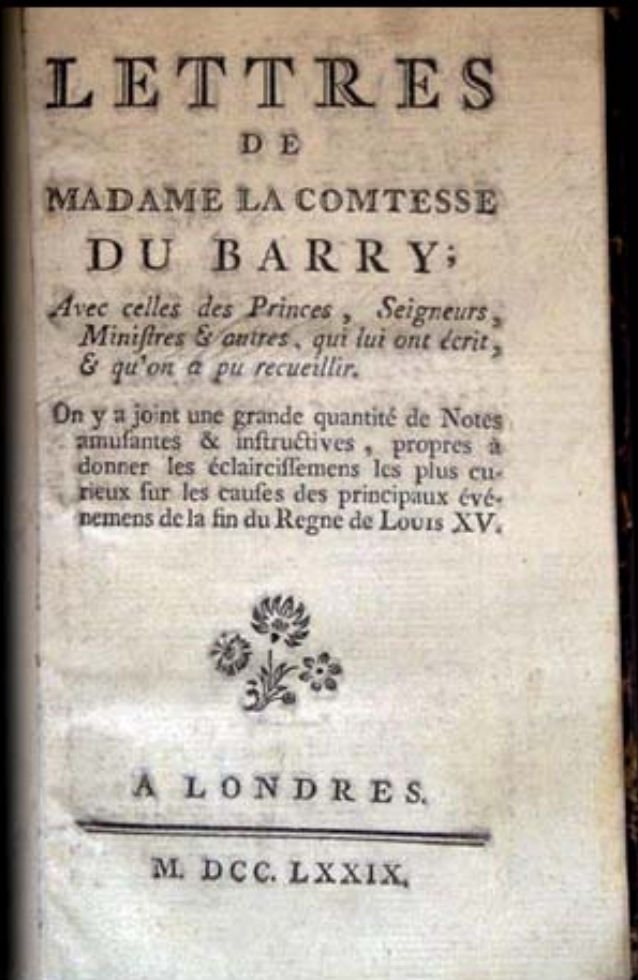 LETTRES
DE
MADAME LA COMTESSE
DU BARRY;
Avec celles des Princes, Seigneurs,
Miniſtres & autres, qui lui ont écrit,
& qu'on a pu recueillir.
On y a joint une grande quantité de Notes
amuſantes & inſtructives, propres à
donner les éclairciſſemens les plus cu-
rieux ſur les cauſes des principaux évé-
nemens de la fin du Regne de Louis XV.
A LONDRES.
M. DCC. LXXIX.